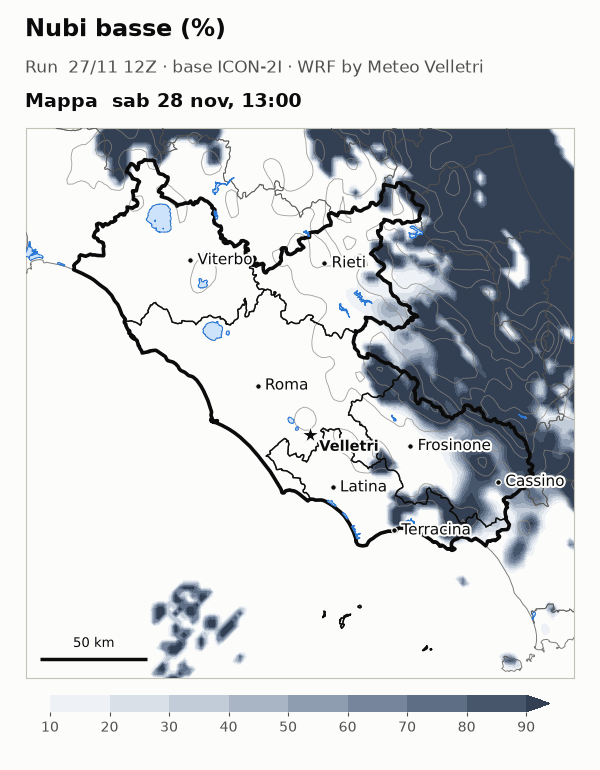 Nubi basse (%)
Run  27/11 12Z · base ICON-2I · WRF by Meteo Velletri
Mappa  sab 28 nov, 13:00
Viterbo
Rieti
Roma
Velletri
Frosinone
Latina
Cassino
Terracina
50 km
10 20 30 40 50 60 70 80 90